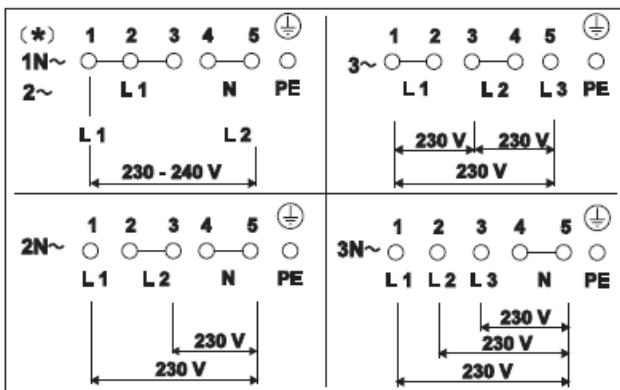 (*) 1 2 3 4 5
1N~
2~ L1 N PE
L1 L2
230 - 240 V
1 2 3 4 5
3~
L1 L2 L3 PE
230 V 230 V
230 V
1 2 3 4 5
2N~
L1 L2 N PE
230 V
230 V
1 2 3 4 5
3N~
L1 L2 L3 N PE
230 V
230 V
230 V